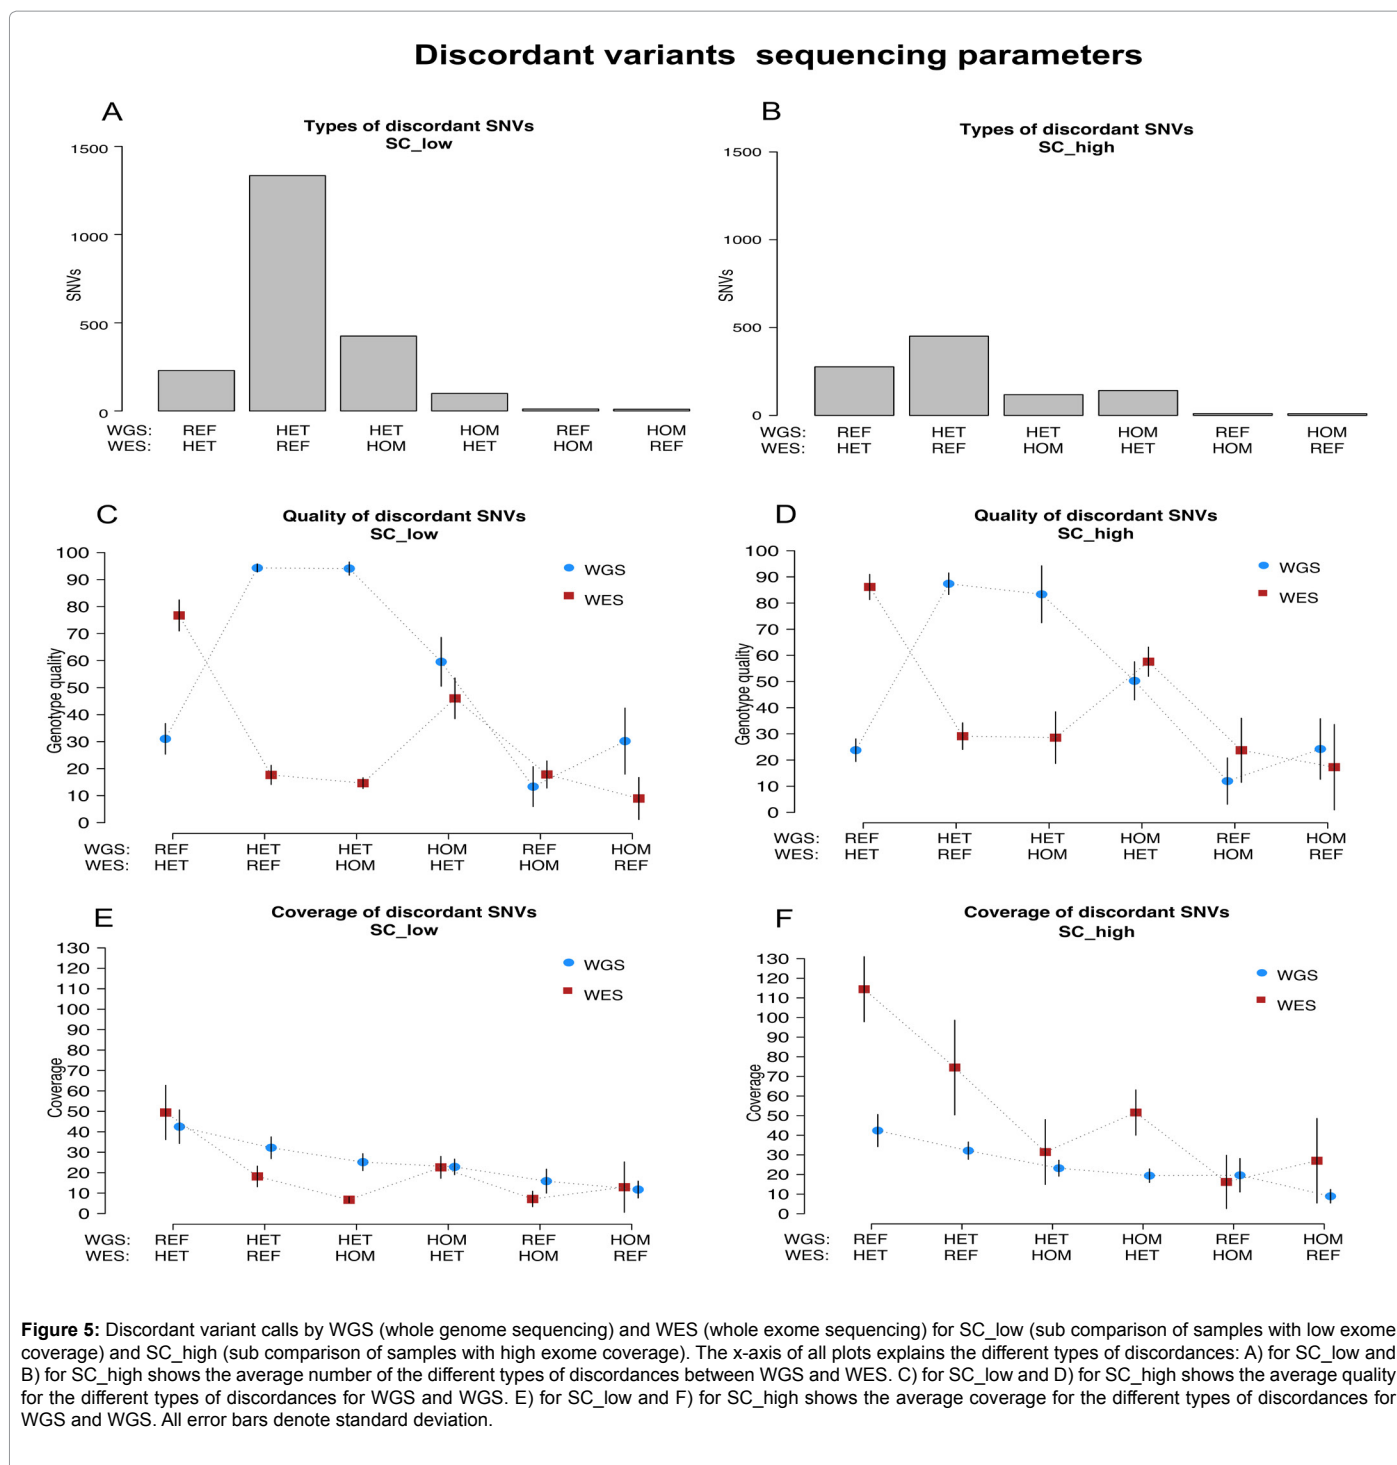 Discordant variants sequencing parameters
A
Types of discordant SNVs
SC_low
1500
1000
500
0
SNVs
WGS: REF HET HET HOM REF HOM
WES: HET REF HOM HET HOM REF
B
Types of discordant SNVs
SC_high
1500
1000
500
0
SNVs
WGS: REF HET HET HOM REF HOM
WES: HET REF HOM HET HOM REF
C
Quality of discordant SNVs
SC_low
100
90
80
70
60
50
40
30
20
10
0
Genotype quality
WGS
WES
WGS: REF HET HET HOM REF HOM
WES: HET REF HOM HET HOM REF
D
Quality of discordant SNVs
SC_high
100
90
80
70
60
50
40
30
20
10
0
Genotype quality
WGS
WES
WGS: REF HET HET HOM REF HOM
WES: HET REF HOM HET HOM REF
E
Coverage of discordant SNVs
SC_low
130
120
110
100
90
80
70
60
50
40
30
20
10
0
Coverage
WGS
WES
WGS: REF HET HET HOM REF HOM
WES: HET REF HOM HET HOM REF
F
Coverage of discordant SNVs
SC_high
130
120
110
100
90
80
70
60
50
40
30
20
10
0
Coverage
WGS
WES
WGS: REF HET HET HOM REF HOM
WES: HET REF HOM HET HOM REF
Figure 5: Discordant variant calls by WGS (whole genome sequencing) and WES (whole exome sequencing) for SC_low (sub comparison of samples with low exome
coverage) and SC_high (sub comparison of samples with high exome coverage). The x-axis of all plots explains the different types of discordances: A) for SC_low and
B) for SC_high shows the average number of the different types of discordances between WGS and WES. C) for SC_low and D) for SC_high shows the average quality
for the different types of discordances for WGS and WGS. E) for SC_low and F) for SC_high shows the average coverage for the different types of discordances for
WGS and WGS. All error bars denote standard deviation.